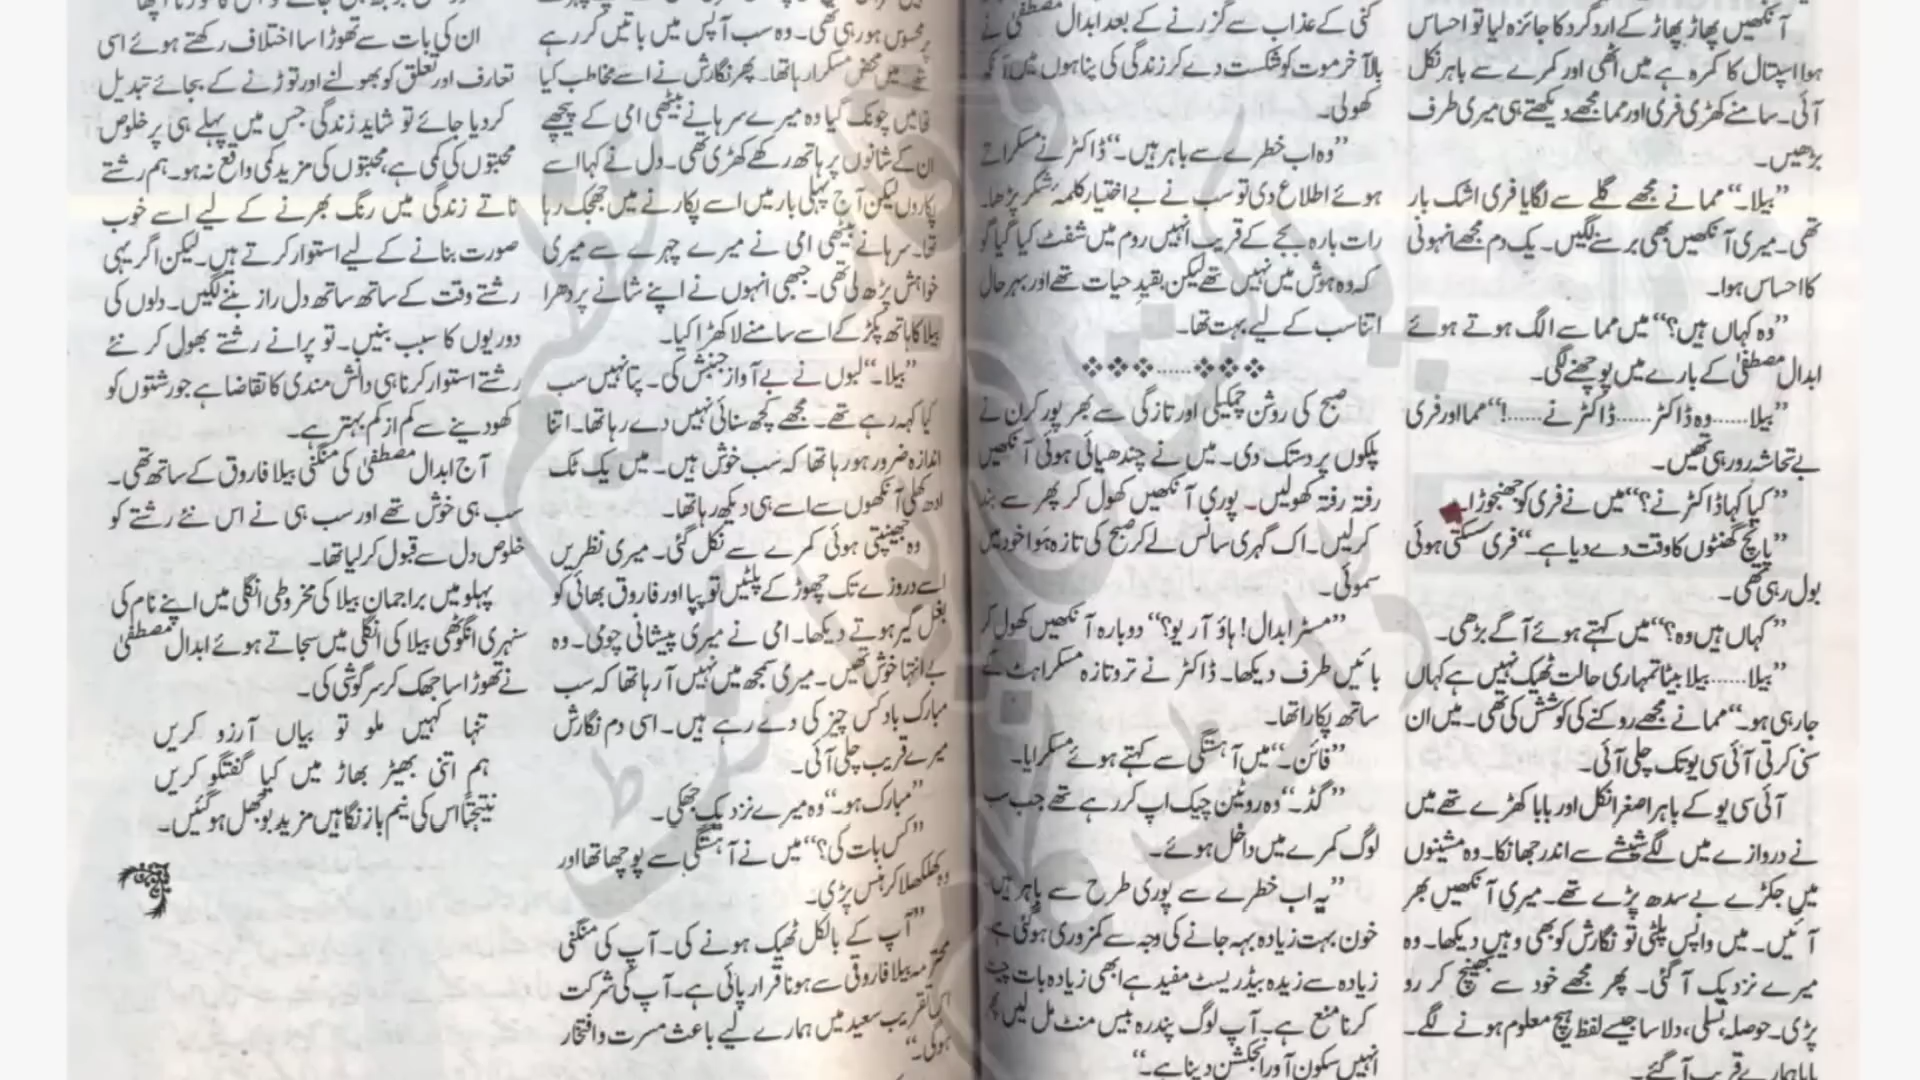 آنکھیں پھاڑ پھاڑ کے اردگرد کا جائزہ لیا تو احساس
ہوا اسپتال کا کمرہ ہے میں اٹھی اور کمرے سے باہر نکل
آئی۔ سامنے کھڑی فری اور مما مجھے دیکھتے ہی میری طرف
بڑھیں۔
’’بیلا۔‘‘ ممانے مجھے گلے سے لگایا فری اشک بار
تھی۔ میری آنکھیں بھی برسنے لگیں۔ یک دم مجھے انہونی
کا احساس ہوا۔
’’وہ کہاں ہیں؟‘‘ میں مما سے الگ ہوتے ہوئے
ابدال مصطفیٰ کے بارے میں پوچھنے لگی۔
’’بیلا……وہ ڈاکٹر……ڈاکٹر نے……!‘‘ مما اور فری
بے تحاشہ رو رہی تھیں۔
’’کیا کہا ڈاکٹر نے؟‘‘ میں نے فری کو جھنجوڑا۔
’’پانچ گھنٹوں کا وقت دے دیا ہے۔‘‘ فری سسکتی ہوئی
بول رہی تھی۔
’’کہاں ہیں وہ؟‘‘ میں کہتے ہوئے آگے بڑھی۔
’’بیلا……بیلا بیٹا تمہاری حالت ٹھیک نہیں ہے کہاں
جارہی ہو۔‘‘ ممانے مجھے روکنے کی کوشش کی تھی۔ میں ان
سنی کرتی آئی سی یو تک چلی آئی۔
آئی سی یو کے باہر اصغر انکل اور بابا کھڑے تھے میں
نے دروازے میں لگے شیشے سے اندر جھانکا۔ وہ مشینوں
میں جکڑے بے سدھ پڑے تھے۔ میری آنکھیں بھر
آئیں۔ میں واپس پلٹی تو نگارش کو بھی وہیں دیکھا۔ وہ
میرے نزدیک آگئی۔ پھر مجھے خود سے بھینچ کر رو
پڑی۔ حوصلہ، تسلی، دلاسا جیسے لفظ ہیچ معلوم ہونے لگے۔
بابا ہمارے قریب آگئے۔
کئی کے عذاب سے گزرنے کے بعد ابدال مصطفیٰ نے
بالآخر موت کو شکست دے کر زندگی کی پناہوں میں آنکھ
کھولی۔
’’وہ اب خطرے سے باہر ہیں۔‘‘ ڈاکٹر نے مسکراتے
ہوئے اطلاع دی تو سب نے بے اختیار کلمہ شکر پڑھا۔
رات بارہ بجے کے قریب انہیں روم میں شفٹ کیا گیا گو
کہ وہ ہوش میں نہیں تھے لیکن بقید حیات تھے اور بہرحال
اتنا سب کے لیے بہت تھا۔
❖❖❖……❖❖❖
صبح کی روشن چمکیلی اور تازگی سے بھرپور کرن نے
پلکوں پر دستک دی۔ میں نے چندھیائی ہوئی آنکھیں
رفتہ رفتہ کھولیں۔ پوری آنکھیں کھول کر پھر سے بند
کرلیں۔ اک گہری سانس لے کر صبح کی تازہ ہوا خود میں
سموئی۔
’’مسٹر ابدال! ہاؤ آر یو؟‘‘ دوبارہ آنکھیں کھول کر
بائیں طرف دیکھا۔ ڈاکٹر نے تروتازہ مسکراہٹ کے
ساتھ پکارا تھا۔
’’فائن۔‘‘ میں آہستگی سے کہتے ہوئے مسکرایا۔
’’گڈ۔‘‘ وہ روٹین چیک اپ کررہے تھے جب سب
لوگ کمرے میں داخل ہوئے۔
’’یہ اب خطرے سے پوری طرح سے باہر ہیں
خون بہت زیادہ بہہ جانے کی وجہ سے کمزوری ہوگئی ہے
زیادہ سے زیدہ بیڈ ریسٹ مفید ہے ابھی زیادہ بات چیت
کرنا منع ہے۔ آپ لوگ پندرہ بیس منٹ مل لیں پھر
انہیں سکون آور انجکشن دینا ہے۔‘‘
پر محسوس ہو رہی تھی۔ وہ سب آپس میں باتیں کررہے
تھے میں محض مسکرا رہا تھا۔ پھر نگارش نے اسے مخاطب کیا
تھا میں چونک گیا وہ میرے سرہانے بیٹھی امی کے پیچھے
ان کے شانوں پر ہاتھ رکھے کھڑی تھی۔ دل نے کہا اسے
پکاروں لیکن آج پہلی بار میں اسے پکارنے میں جھجک رہا
تھا۔ سرہانے بیٹھی امی نے میرے چہرے سے میری
خواہش پڑھ لی تھی۔ جبھی انہوں نے اپنے شانے پر دھرا
بیلا کا ہاتھ پکڑ کے اسے سامنے لا کھڑا کیا۔
’’بیلا۔‘‘ لبوں نے بے آواز جنبش کی۔ پتا نہیں سب
کیا کہہ رہے تھے۔ مجھے کچھ سنائی نہیں دے رہا تھا۔ اتنا
اندازہ ضرور ہو رہا تھا کہ سب خوش ہیں۔ میں یک ٹک
ادھ کھلی آنکھوں سے اسے ہی دیکھ رہا تھا۔
وہ جھینپتی ہوئی کمرے سے نکل گئی۔ میری نظریں
اسے دروازے تک چھوڑ کے پلٹیں تو پپا اور فاروق بھائی کو
بغل گیر ہوتے دیکھا۔ امی نے میری پیشانی چومی۔ وہ
بے انتہا خوش تھیں۔ میری سمجھ میں نہیں آرہا تھا کہ سب
مبارک باد کس چیز کی دے رہے ہیں۔ اسی دم نگارش
میرے قریب چلی آئی۔
’’مبارک ہو۔‘‘ وہ میرے نزدیک جھکی۔
’’کس بات کی؟‘‘ میں نے آہستگی سے پوچھا تھا اور
وہ کھلکھلا کر ہنس پڑی۔
’’آپ کے بالکل ٹھیک ہونے کی۔ آپ کی منگنی
محترمہ بیلا فاروقی سے ہونا قرار پائی ہے۔ آپ کی شرکت
اس تقریب سعید میں ہمارے لیے باعث مسرت و افتخار
ہوگی۔‘‘
ان کی بات سے تھوڑا سا اختلاف رکھتے ہوئے اسی
تعارف اور تعلق کو بھولنے اور توڑنے کے بجائے تبدیل
کردیا جائے تو شاید زندگی جس میں پہلے ہی پرخلوص
محبتوں کی کمی ہے، محبتوں کی مزید کمی واقع نہ ہو۔ ہم رشتے
ناتے زندگی میں رنگ بھرنے کے لیے اسے خوب
صورت بنانے کے لیے استوار کرتے ہیں۔ لیکن اگر یہی
رشتے وقت کے ساتھ ساتھ دل راز بننے لگیں۔ دلوں کی
دوریوں کا سبب بنیں۔ تو پرانے رشتے بھول کر نئے
رشتے استوار کرنا ہی دانش مندی کا تقاضا ہے جو رشتوں کو
کھو دینے سے کم از کم بہتر ہے۔
آج ابدال مصطفیٰ کی منگنی بیلا فاروق کے ساتھ تھی۔
سب ہی خوش تھے اور سب ہی نے اس نئے رشتے کو
خلوص دل سے قبول کرلیا تھا۔
پہلو میں براجمان بیلا کی مخروطی انگلی میں اپنے نام کی
سنہری انگوٹھی بیلا کی انگلی میں سجاتے ہوئے ابدال مصطفیٰ
نے تھوڑا سا جھک کر سرگوشی کی۔
تنہا کہیں ملو تو بیاں آرزو کریں
ہم اتنی بھیڑ بھاڑ میں کیا گفتگو کریں
نتیجتاً اس کی نیم باز نگاہیں مزید بوجھل ہوگئیں۔